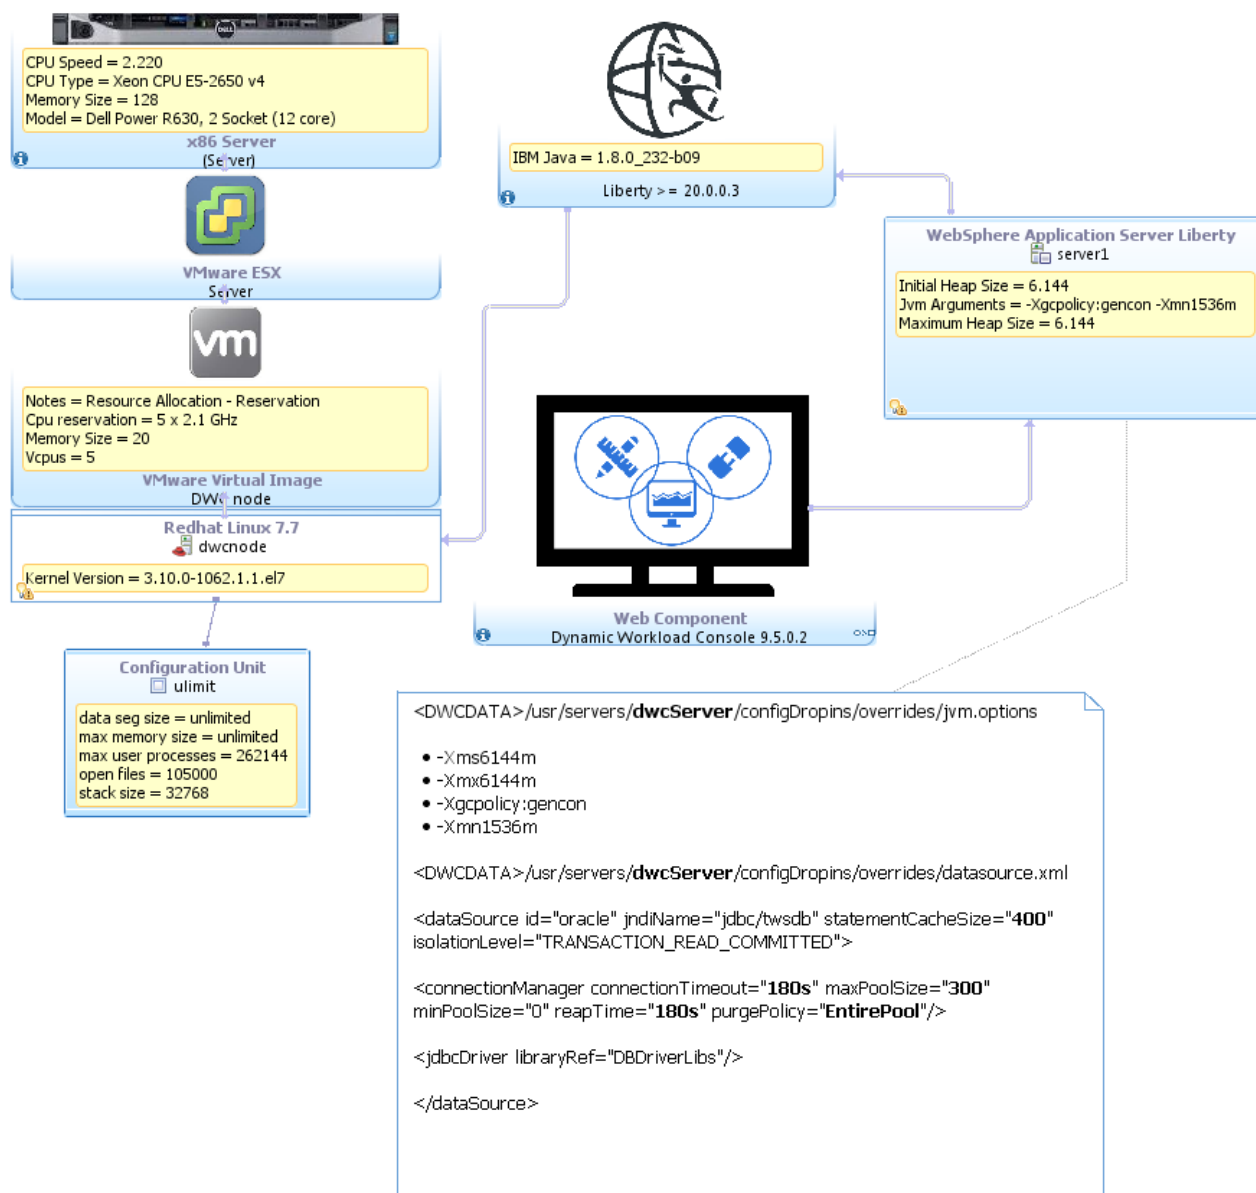 DELL
CPU Speed = 2.220
CPU Type = Xeon CPU E5-2650 v4
Memory Size = 128
Model = Dell Power R630, 2 Socket (12 core)
x86 Server
(Server)
VMware ESX
Server
vm
Notes = Resource Allocation - Reservation
Cpu reservation = 5 x 2.1 GHz
Memory Size = 20
Vcpus = 5
VMware Virtual Image
DWC node
Redhat Linux 7.7
dwcnode
Kernel Version = 3.10.0-1062.1.1.el7
Configuration Unit
ulimit
data seg size = unlimited
max memory size = unlimited
max user processes = 262144
open files = 105000
stack size = 32768
IBM Java = 1.8.0_232-b09
Liberty >= 20.0.0.3
WebSphere Application Server Liberty
server1
Initial Heap Size = 6.144
Jvm Arguments = -Xgcpolicy:gencon -Xmn1536m
Maximum Heap Size = 6.144
Web Component
Dynamic Workload Console 9.5.0.2
<DWCDATA>/usr/servers/dwcServer/configDropins/overrides/jvm.options
• -Xms6144m
• -Xmx6144m
• -Xgcpolicy:gencon
• -Xmn1536m
<DWCDATA>/usr/servers/dwcServer/configDropins/overrides/datasource.xml
<dataSource id="oracle" jndiName="jdbc/twsdb" statementCacheSize="400"
isolationLevel="TRANSACTION_READ_COMMITTED">
<connectionManager connectionTimeout="180s" maxPoolSize="300"
minPoolSize="0" reapTime="180s" purgePolicy="EntirePool"/>
<jdbcDriver libraryRef="DBDriverLibs"/>
</dataSource>